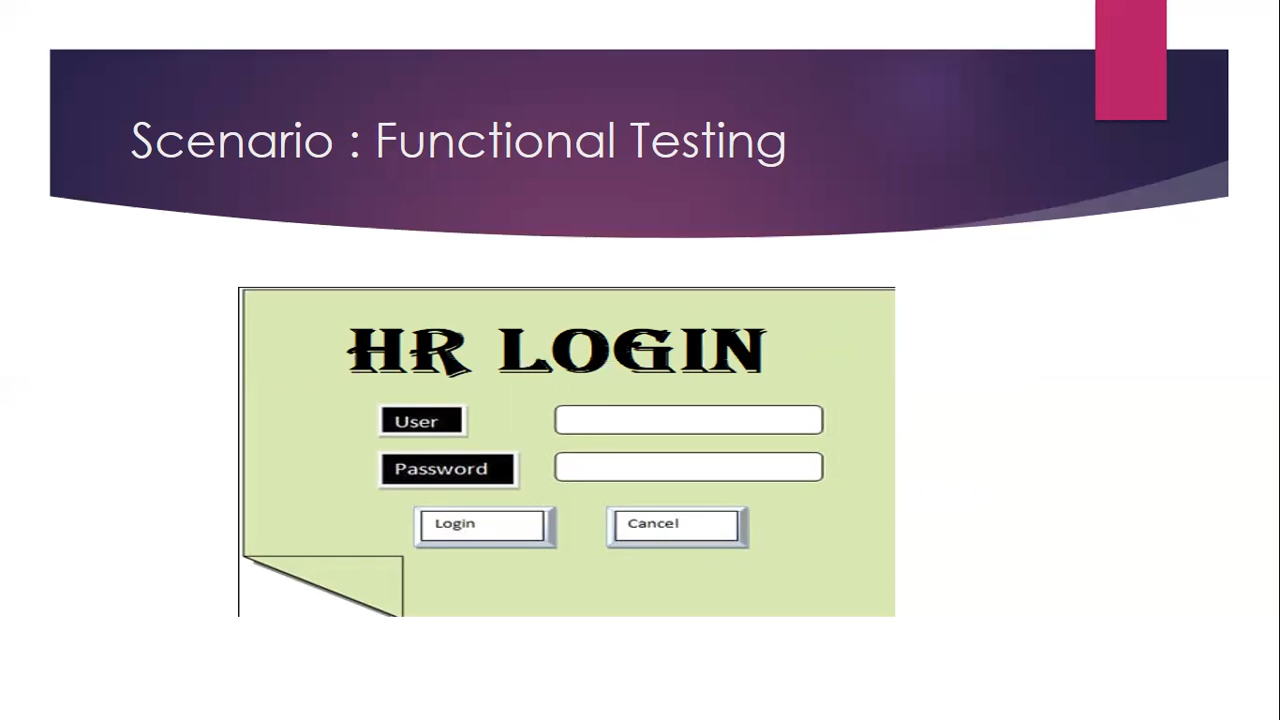 Scenario : Functional Testing
HR LOGIN
User
Password
Login Cancel